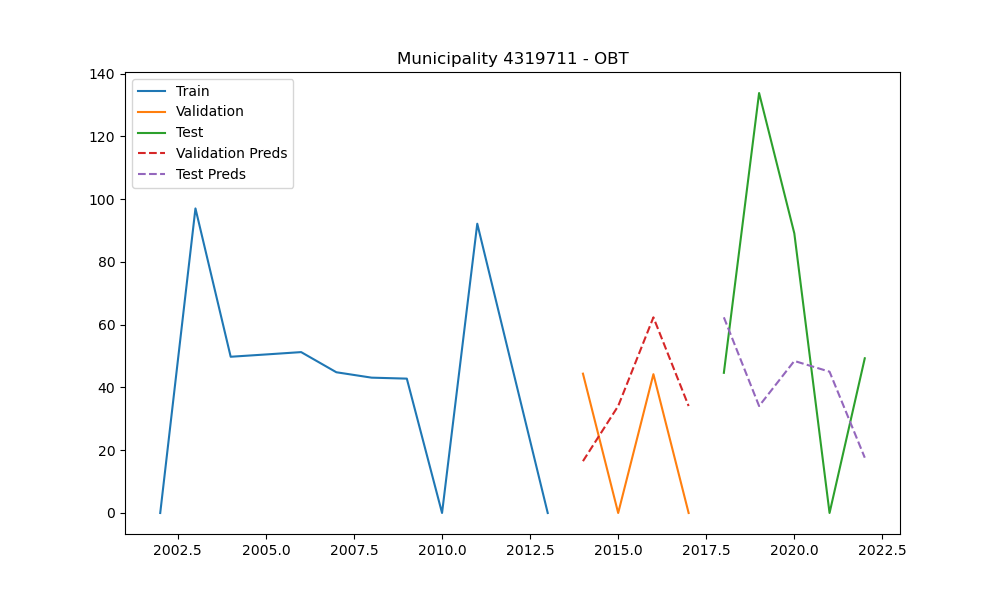 Municipality 4319711 - OBT
Train
Validation
Test
Validation Preds
Test Preds
140
120
100
80
60
40
20
0
2002.5 2005.0 2007.5 2010.0 2012.5 2015.0 2017.5 2020.0 2022.5